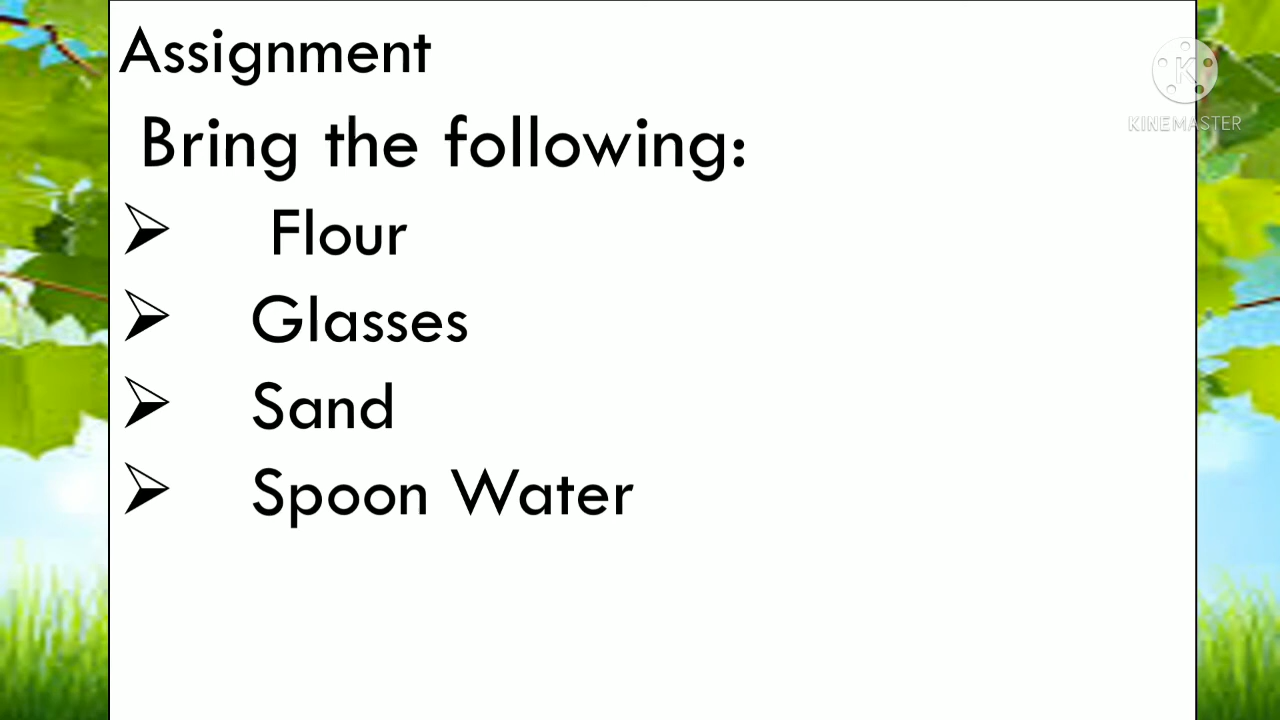 Assignment
Bring the following:
➢ Flour
➢ Glasses
➢ Sand
➢ Spoon Water
K
KINEMASTER